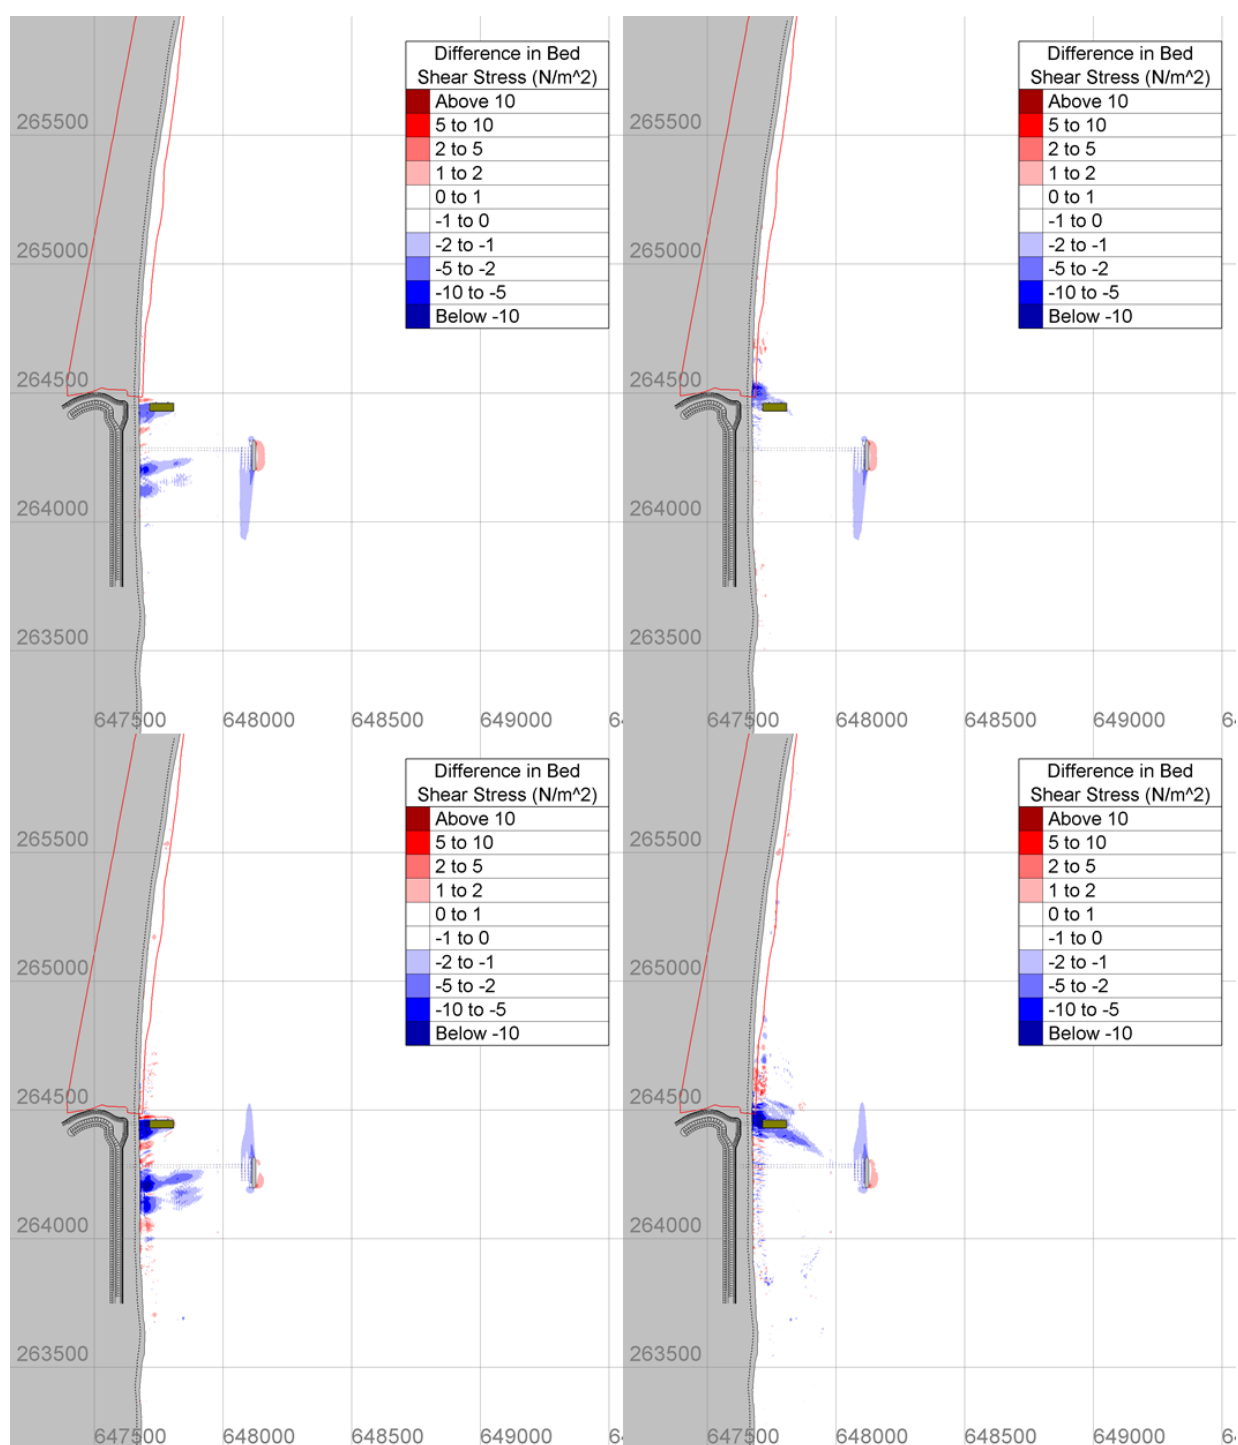 Difference in Bed
Shear Stress (N/m^2)
Above 10
5 to 10
2 to 5
1 to 2
0 to 1
-1 to 0
-2 to -1
-5 to -2
-10 to -5
Below -10
265500
265000
264500
264000
263500
647500
648000
648500
649000
Difference in Bed
Shear Stress (N/m^2)
Above 10
5 to 10
2 to 5
1 to 2
0 to 1
-1 to 0
-2 to -1
-5 to -2
-10 to -5
Below -10
265500
265000
264500
264000
263500
647500
648000
648500
649000
Difference in Bed
Shear Stress (N/m^2)
Above 10
5 to 10
2 to 5
1 to 2
0 to 1
-1 to 0
-2 to -1
-5 to -2
-10 to -5
Below -10
265500
265000
264500
264000
263500
647500
648000
648500
649000
Difference in Bed
Shear Stress (N/m^2)
Above 10
5 to 10
2 to 5
1 to 2
0 to 1
-1 to 0
-2 to -1
-5 to -2
-10 to -5
Below -10
265500
265000
264500
264000
263500
647500
648000
648500
649000